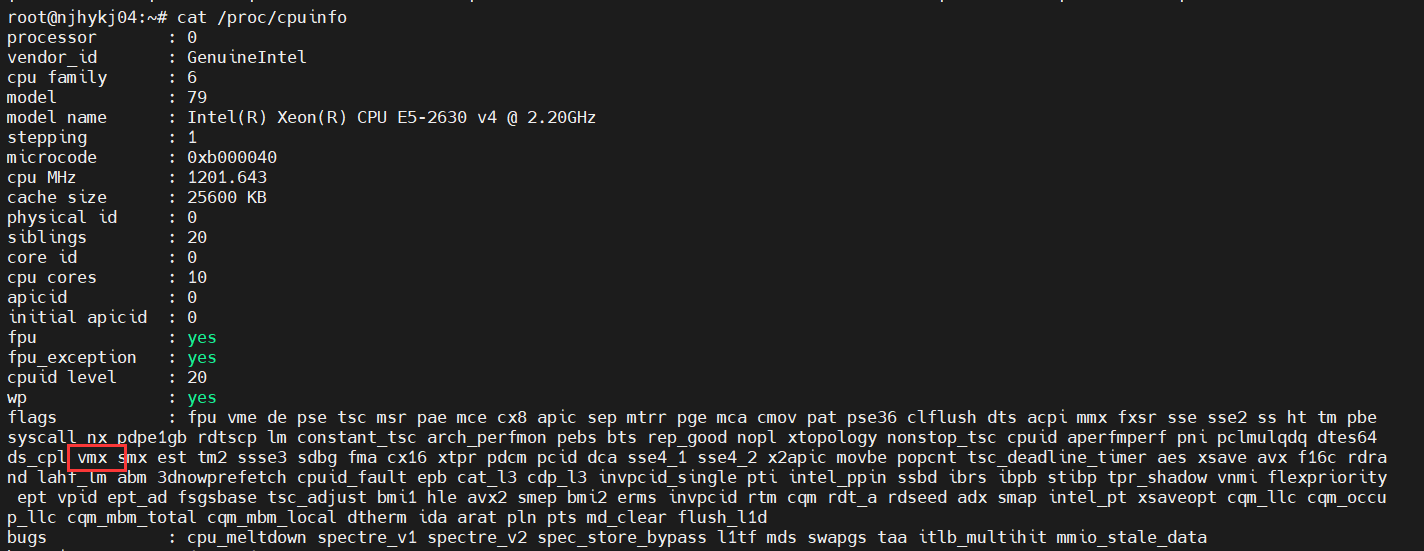 root@njhykj04:~# cat /proc/cpuinfo
processor : 0
vendor_id : GenuineIntel
cpu family : 6
model : 79
model name : Intel(R) Xeon(R) CPU E5-2630 v4 @ 2.20GHz
stepping : 1
microcode : 0xb000040
cpu MHz : 1201.643
cache size : 25600 KB
physical id : 0
siblings : 20
core id : 0
cpu cores : 10
apicid : 0
initial apicid : 0
fpu : yes
fpu_exception : yes
cpuid level : 20
wp : yes
flags : fpu vme de pse tsc msr pae mce cx8 apic sep mtrr pge mca cmov pat pse36 clflush dts acpi mmx fxsr sse sse2 ss ht tm pbe
syscall nx pdpe1gb rdtscp lm constant_tsc arch_perfmon pebs bts rep_good nopl xtopology nonstop_tsc cpuid aperfmperf pni pclmulqdq dtes64
ds_cpl vmx smx est tm2 ssse3 sdbg fma cx16 xtpr pdcm pcid dca sse4_1 sse4_2 x2apic movbe popcnt tsc_deadline_timer aes xsave avx f16c rdra
nd lahf_lm abm 3dnowprefetch cpuid_fault epb cat_l3 cdp_l3 invpcid_single pti intel_ppin ssbd ibrs ibpb stibp tpr_shadow vnmi flexpriority
ept vpid ept_ad fsgsbase tsc_adjust bmi1 hle avx2 smep bmi2 erms invpcid rtm cqm rdt_a rdseed adx smap intel_pt xsaveopt cqm_llc cqm_occu
p_llc cqm_mbm_total cqm_mbm_local dtherm ida arat pln pts md_clear flush_l1d
bugs : cpu_meltdown spectre_v1 spectre_v2 spec_store_bypass l1tf mds swapgs taa itlb_multihit mmio_stale_data